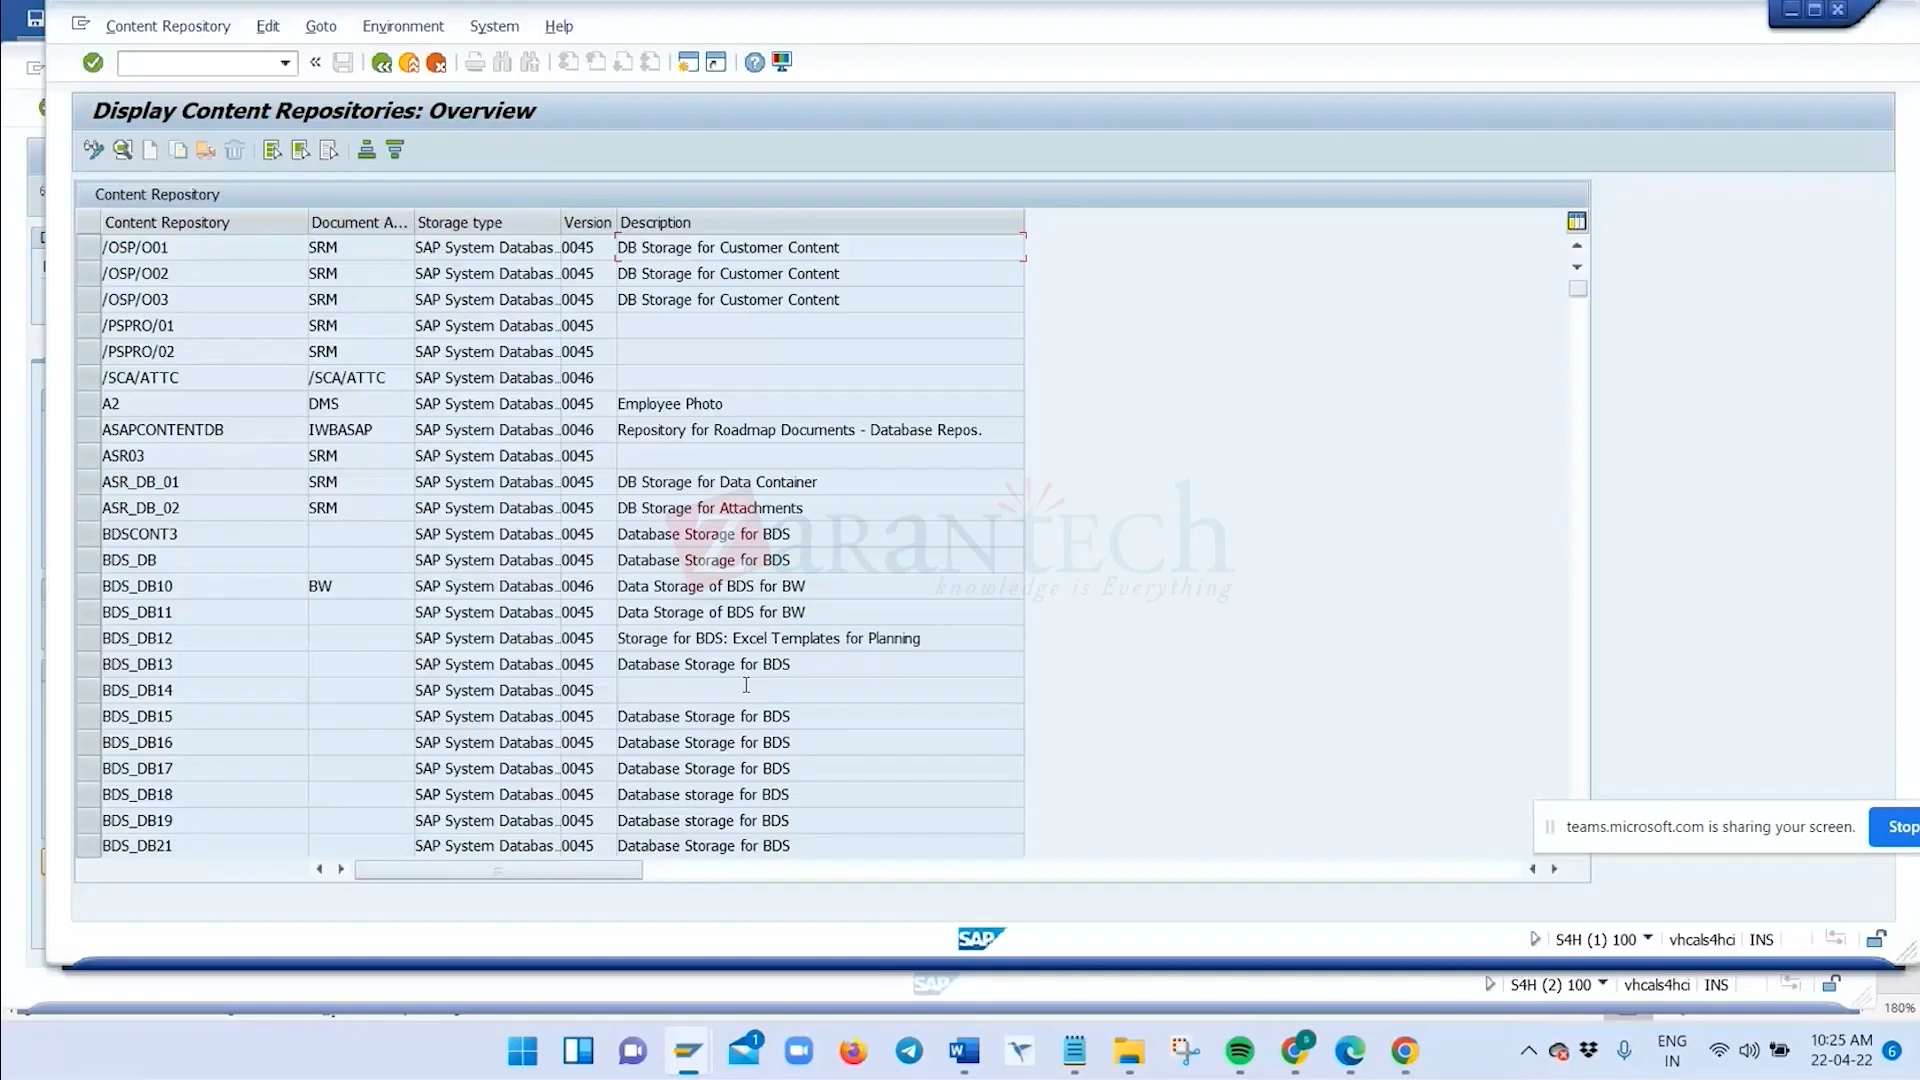 Content Repository Edit Goto Environment System Help
Display Content Repositories: Overview
Content Repository
Content Repository Document A... Storage type Version Description
/OSP/O01 SRM SAP System Databas.. 0045 DB Storage for Customer Content
/OSP/O02 SRM SAP System Databas.. 0045 DB Storage for Customer Content
/OSP/O03 SRM SAP System Databas.. 0045 DB Storage for Customer Content
/PSPRO/01 SRM SAP System Databas.. 0045
/PSPRO/02 SRM SAP System Databas.. 0045
/SCA/ATTC /SCA/ATTC SAP System Databas.. 0046
A2 DMS SAP System Databas.. 0045 Employee Photo
ASAPCONTENTDB IWBASAP SAP System Databas.. 0046 Repository for Roadmap Documents - Database Repos.
ASR03 SRM SAP System Databas.. 0045
ASR_DB_01 SRM SAP System Databas.. 0045 DB Storage for Data Container
ASR_DB_02 SRM SAP System Databas.. 0045 DB Storage for Attachments
BDSCONT3 SAP System Databas.. 0045 Database Storage for BDS
BDS_DB SAP System Databas.. 0045 Database Storage for BDS
BDS_DB10 BW SAP System Databas.. 0046 Data Storage of BDS for BW
BDS_DB11 SAP System Databas.. 0045 Data Storage of BDS for BW
BDS_DB12 SAP System Databas.. 0045 Storage for BDS: Excel Templates for Planning
BDS_DB13 SAP System Databas.. 0045 Database Storage for BDS
BDS_DB14 SAP System Databas.. 0045
BDS_DB15 SAP System Databas.. 0045 Database Storage for BDS
BDS_DB16 SAP System Databas.. 0045 Database Storage for BDS
BDS_DB17 SAP System Databas.. 0045 Database Storage for BDS
BDS_DB18 SAP System Databas.. 0045 Database storage for BDS
BDS_DB19 SAP System Databas.. 0045 Database storage for BDS
BDS_DB21 SAP System Databas.. 0045 Database Storage for BDS
ZaranTech
knowledge is Everything
teams.microsoft.com is sharing your screen. Stop
SAP S4H (1) 100 vhcals4hci INS
SAP S4H (2) 100 vhcals4hci INS
180%
1
ENG
IN
10:25 AM
22-04-22
6